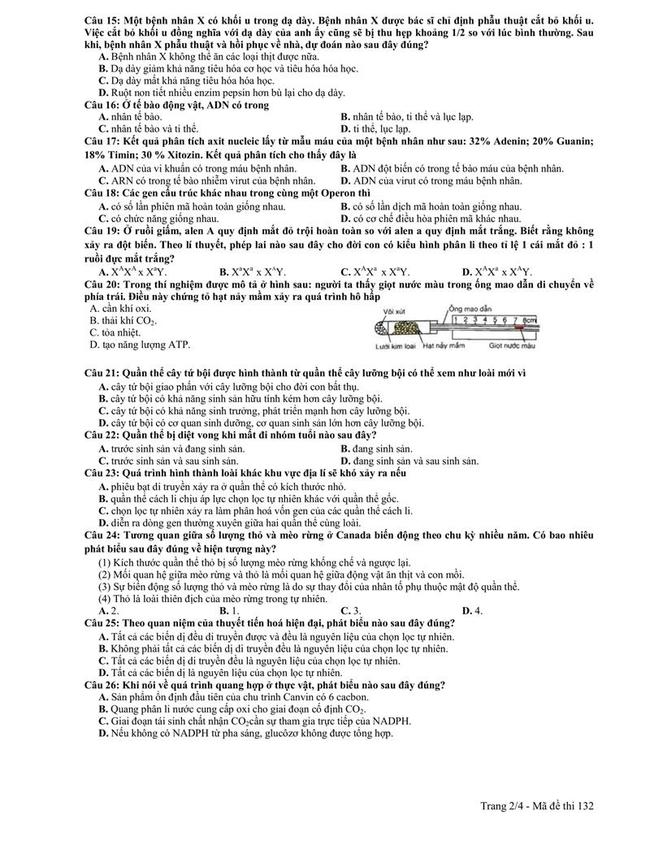 Câu 15: Một bệnh nhân X có khối u trong dạ dày. Bệnh nhân X được bác sĩ chỉ định phẫu thuật cắt bỏ khối u.
Việc cắt bỏ khối u đồng nghĩa với dạ dày của anh ấy cũng sẽ bị thu hẹp khoảng 1/2 so với lúc bình thường. Sau
khi, bệnh nhân X phẫu thuật và hồi phục về nhà, dự đoán nào sau đây đúng?
A. Bệnh nhân X không thể ăn các loại thịt được nữa.
B. Dạ dày giảm khả năng tiêu hóa cơ học và tiêu hóa hóa học.
C. Dạ dày mất khả năng tiêu hóa hóa học.
D. Ruột non tiết nhiều enzim pepsin hơn bù lại cho dạ dày.
Câu 16: Ở tế bào động vật, ADN có trong
A. nhân tế bào. B. nhân tế bào, ti thể và lục lạp.
C. nhân tế bào và ti thể. D. ti thể, lục lạp.
Câu 17: Kết quả phân tích axit nucleic lấy từ mẫu máu của một bệnh nhân như sau: 32% Adenin; 20% Guanin;
18% Timin; 30 % Xitozin. Kết quả phân tích cho thấy đây là
A. ADN của vi khuẩn có trong máu bệnh nhân. B. ADN đột biến có trong tế bào máu của bệnh nhân.
C. ARN có trong tế bào nhiễm virut của bệnh nhân. D. ADN của virut có trong máu bệnh nhân.
Câu 18: Các gen cấu trúc khác nhau trong cùng một Operon thì
A. có số lần phiên mã hoàn toàn giống nhau. B. có số lần dịch mã hoàn toàn giống nhau.
C. có chức năng giống nhau. D. có cơ chế điều hòa phiên mã khác nhau.
Câu 19: Ở ruồi giấm, alen A quy định mắt đỏ trội hoàn toàn so với alen a quy định mắt trắng. Biết rằng không
xảy ra đột biến. Theo lí thuyết, phép lai nào sau đây cho đời con có kiểu hình phân li theo tỉ lệ 1 cái mắt đỏ : 1
ruồi đực mắt trắng?
A. XᴬXᴬ x XᵃY. B. XᵃXᵃ x XᴬY. C. XᴬXᵃ x XᵃY. D. XᴬXᵃ x XᴬY.
Câu 20: Trong thí nghiệm được mô tả ở hình sau: người ta thấy giọt nước màu trong ống mao dẫn di chuyển về
phía trái. Điều này chứng tỏ hạt nảy mầm xảy ra quá trình hô hấp
A. cần khí oxi.
B. thải khí CO₂.
C. tỏa nhiệt.
D. tạo năng lượng ATP.
Vôi xút Ống mao dẫn
1 2 3 4 5 6 7 8cm
Lưới kim loại Hạt nảy mầm Giọt nước màu
Câu 21: Quần thể cây tứ bội được hình thành từ quần thể cây lưỡng bội có thể xem như loài mới vì
A. cây tứ bội giao phấn với cây lưỡng bội cho đời con bất thụ.
B. cây tứ bội có khả năng sinh sản hữu tính kém hơn cây lưỡng bội.
C. cây tứ bội có khả năng sinh trưởng, phát triển mạnh hơn cây lưỡng bội.
D. cây tứ bội có cơ quan sinh dưỡng, cơ quan sinh sản lớn hơn cây lưỡng bội.
Câu 22: Quần thể bị diệt vong khi mất đi nhóm tuổi nào sau đây?
A. trước sinh sản và đang sinh sản. B. đang sinh sản.
C. trước sinh sản và sau sinh sản. D. đang sinh sản và sau sinh sản.
Câu 23: Quá trình hình thành loài khác khu vực địa lí sẽ khó xảy ra nếu
A. phiêu bạt di truyền xảy ra ở quần thể có kích thước nhỏ.
B. quần thể cách li chịu áp lực chọn lọc tự nhiên khác với quần thể gốc.
C. chọn lọc tự nhiên xảy ra làm phân hoá vốn gen của các quần thể cách li.
D. diễn ra dòng gen thường xuyên giữa hai quần thể cùng loài.
Câu 24: Tương quan giữa số lượng thỏ và mèo rừng ở Canada biến động theo chu kỳ nhiều năm. Có bao nhiêu
phát biểu sau đây đúng về hiện tượng này?
(1) Kích thước quần thể thỏ bị số lượng mèo rừng khống chế và ngược lại.
(2) Mối quan hệ giữa mèo rừng và thỏ là mối quan hệ giữa động vật ăn thịt và con mồi.
(3) Sự biến động số lượng thỏ và mèo rừng là do sự thay đổi của nhân tố phụ thuộc mật độ quần thể.
(4) Thỏ là loài thiên địch của mèo rừng trong tự nhiên.
A. 2. B. 1. C. 3. D. 4.
Câu 25: Theo quan niệm của thuyết tiến hoá hiện đại, phát biểu nào sau đây đúng?
A. Tất cả các biến dị đều di truyền được và đều là nguyên liệu của chọn lọc tự nhiên.
B. Không phải tất cả các biến dị di truyền đều là nguyên liệu của chọn lọc tự nhiên.
C. Tất cả các biến dị di truyền đều là nguyên liệu của chọn lọc tự nhiên.
D. Tất cả các biến dị là nguyên liệu của chọn lọc tự nhiên.
Câu 26: Khi nói về quá trình quang hợp ở thực vật, phát biểu nào sau đây đúng?
A. Sản phẩm ổn định đầu tiên của chu trình Canvin có 6 cacbon.
B. Quang phân li nước cung cấp oxi cho giai đoạn cố định CO₂.
C. Giai đoạn tái sinh chất nhận CO₂cần sự tham gia trực tiếp của NADPH.
D. Nếu không có NADPH từ pha sáng, glucôzơ không được tổng hợp.
Trang 2/4 - Mã đề thi 132